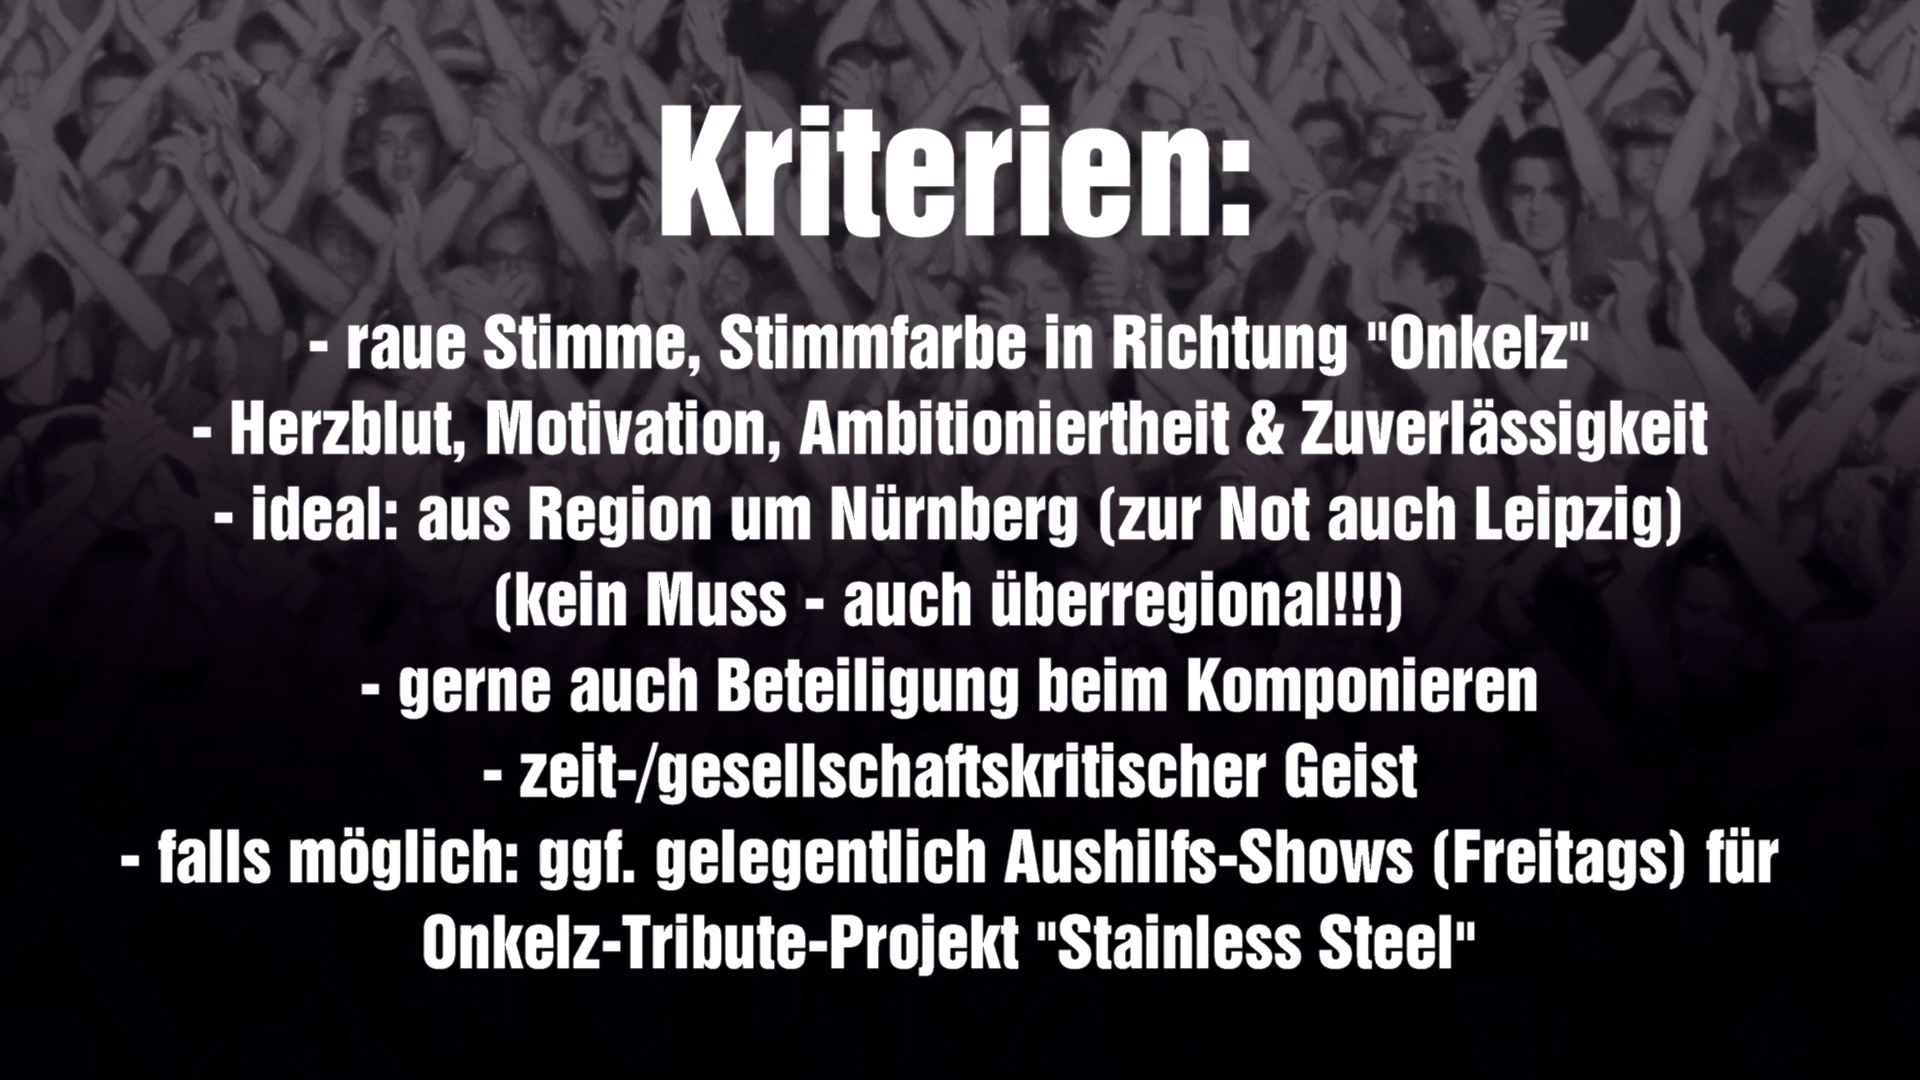 Kriterien:
- raue Stimme, Stimmfarbe in Richtung "Onkelz"
- Herzblut, Motivation, Ambitioniertheit & Zuverlässigkeit
- ideal: aus Region um Nürnberg (zur Not auch Leipzig)
(kein Muss - auch überregional!!!)
- gerne auch Beteiligung beim Komponieren
- zeit-/gesellschaftskritischer Geist
- falls möglich: ggf. gelegentlich Aushilfs-Shows (Freitags) für
Onkelz-Tribute-Projekt "Stainless Steel"